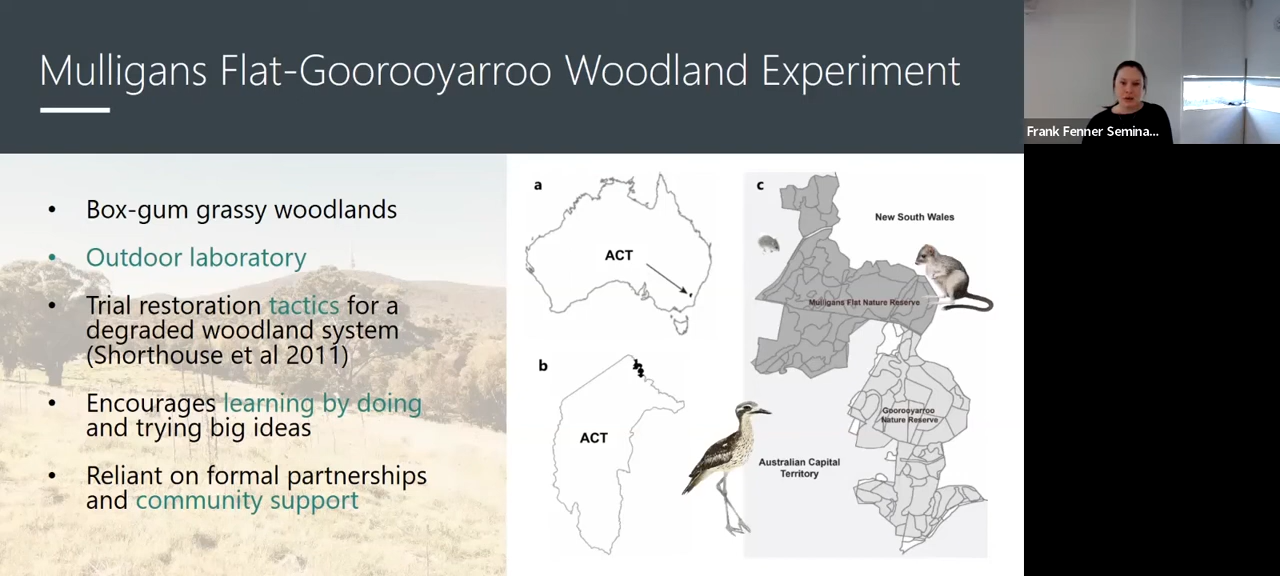 Mulligans Flat-Goorooyarroo Woodland Experiment
• Box-gum grassy woodlands
• Outdoor laboratory
• Trial restoration tactics for a
degraded woodland system
(Shorthouse et al 2011)
• Encourages learning by doing
and trying big ideas
• Reliant on formal partnerships
and community support
a
ACT
b
ACT
c
New South Wales
Mulligans Flat Nature Reserve
Goorooyarroo
Nature Reserve
Australian Capital
Territory
Frank Fenner Semina...